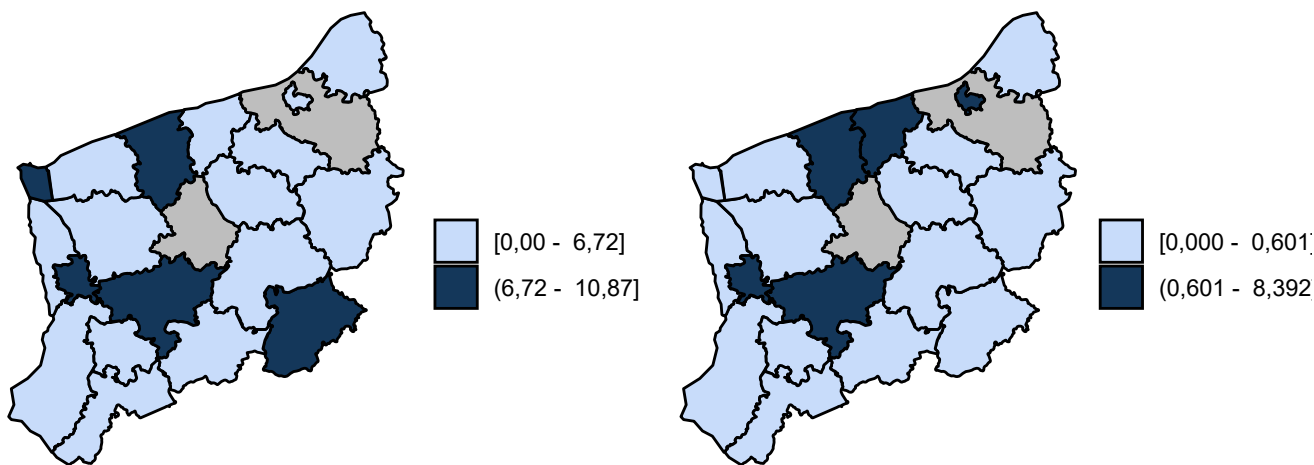 [0,00 - 6,72]
(6,72 - 10,87]
[0,000 - 0,601]
(0,601 - 8,392]